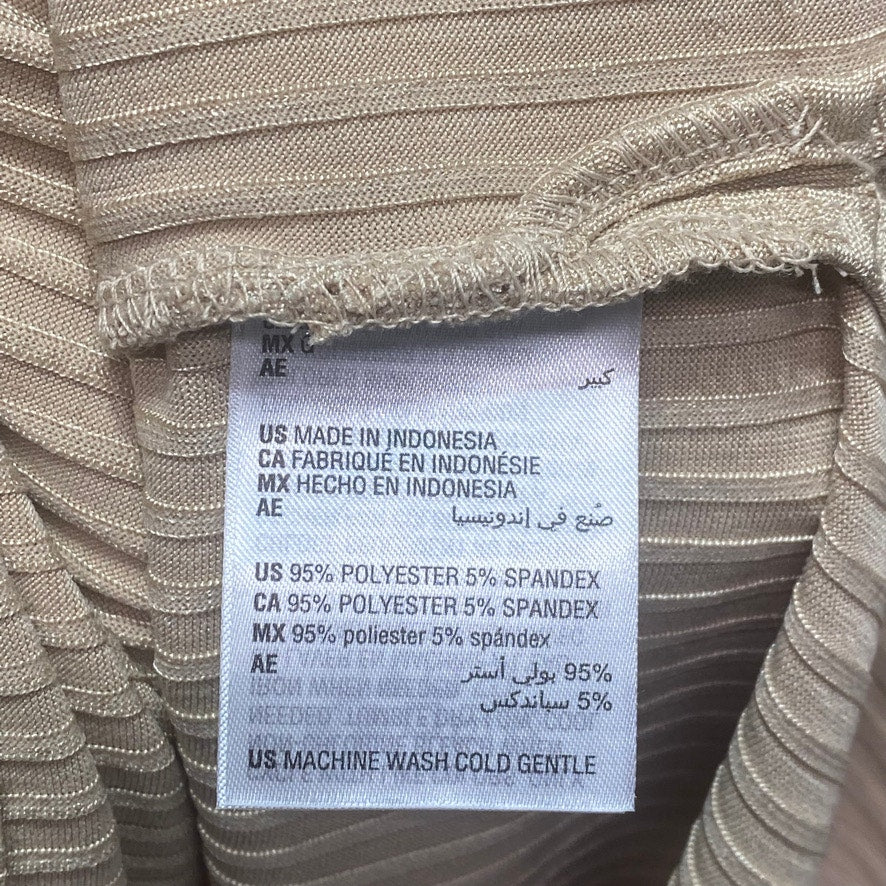 MX G
AE كبير
US MADE IN INDONESIA
CA FABRIQUÉ EN INDONÉSIE
MX HECHO EN INDONESIA
AE صُنع في إندونيسيا
US 95% POLYESTER 5% SPANDEX
CA 95% POLYESTER 5% SPANDEX
MX 95% poliester 5% spándex
AE 95% بولي أستر
5% سباندكس
US MACHINE WASH COLD GENTLE